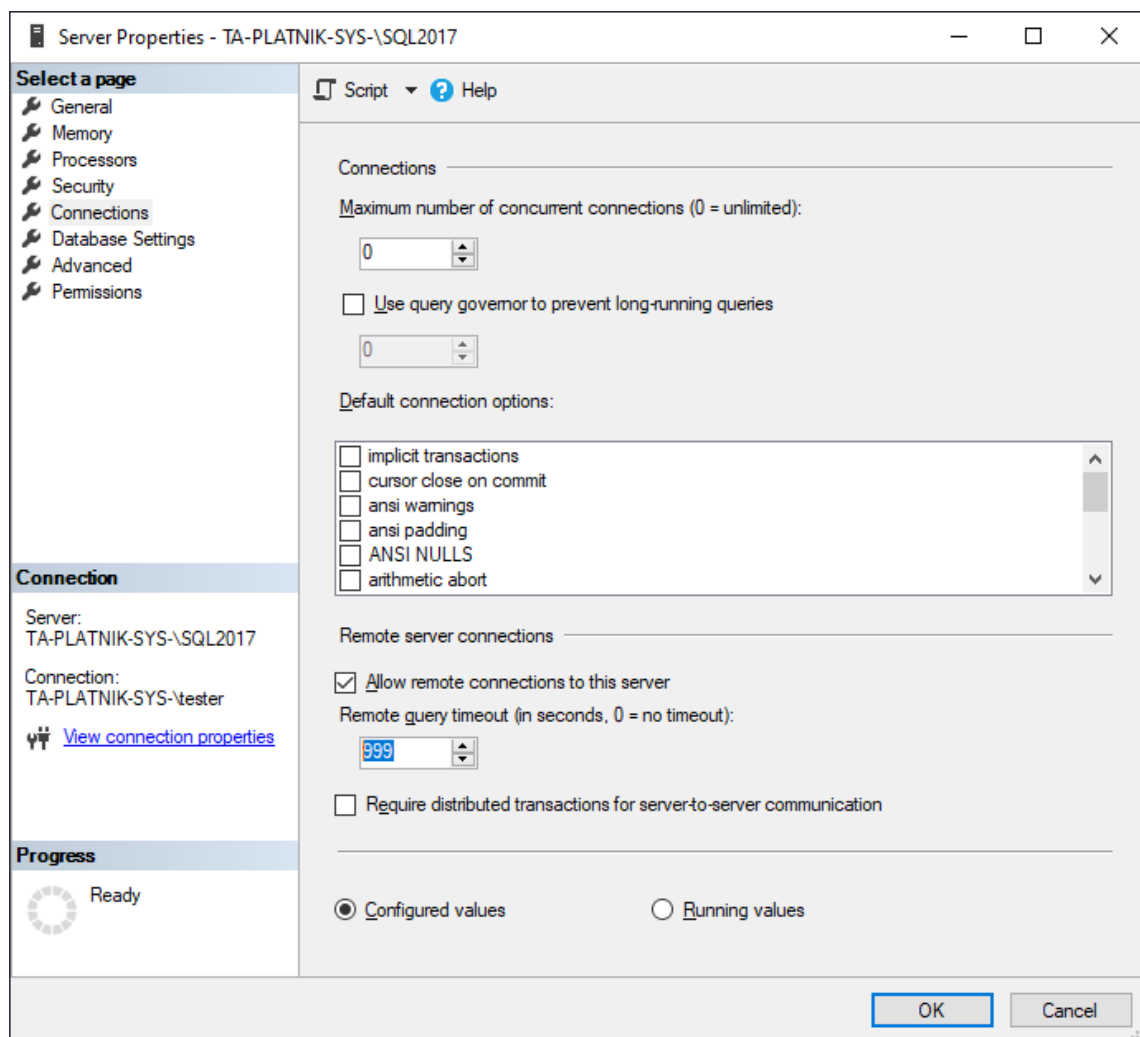 Server Properties - TA-PLATNIK-SYS-\SQL2017
Select a page
General
Memory
Processors
Security
Connections
Database Settings
Advanced
Permissions
Connection
Server:
TA-PLATNIK-SYS-\SQL2017
Connection:
TA-PLATNIK-SYS-\tester
View connection properties
Progress
Ready
Script
Help
Connections
Maximum number of concurrent connections (0 = unlimited):
0
Use query governor to prevent long-running queries
0
Default connection options:
implicit transactions
cursor close on commit
ansi warnings
ansi padding
ANSI NULLS
arithmetic abort
Remote server connections
Allow remote connections to this server
Remote query timeout (in seconds, 0 = no timeout):
999
Require distributed transactions for server-to-server communication
Configured values
Running values
OK
Cancel